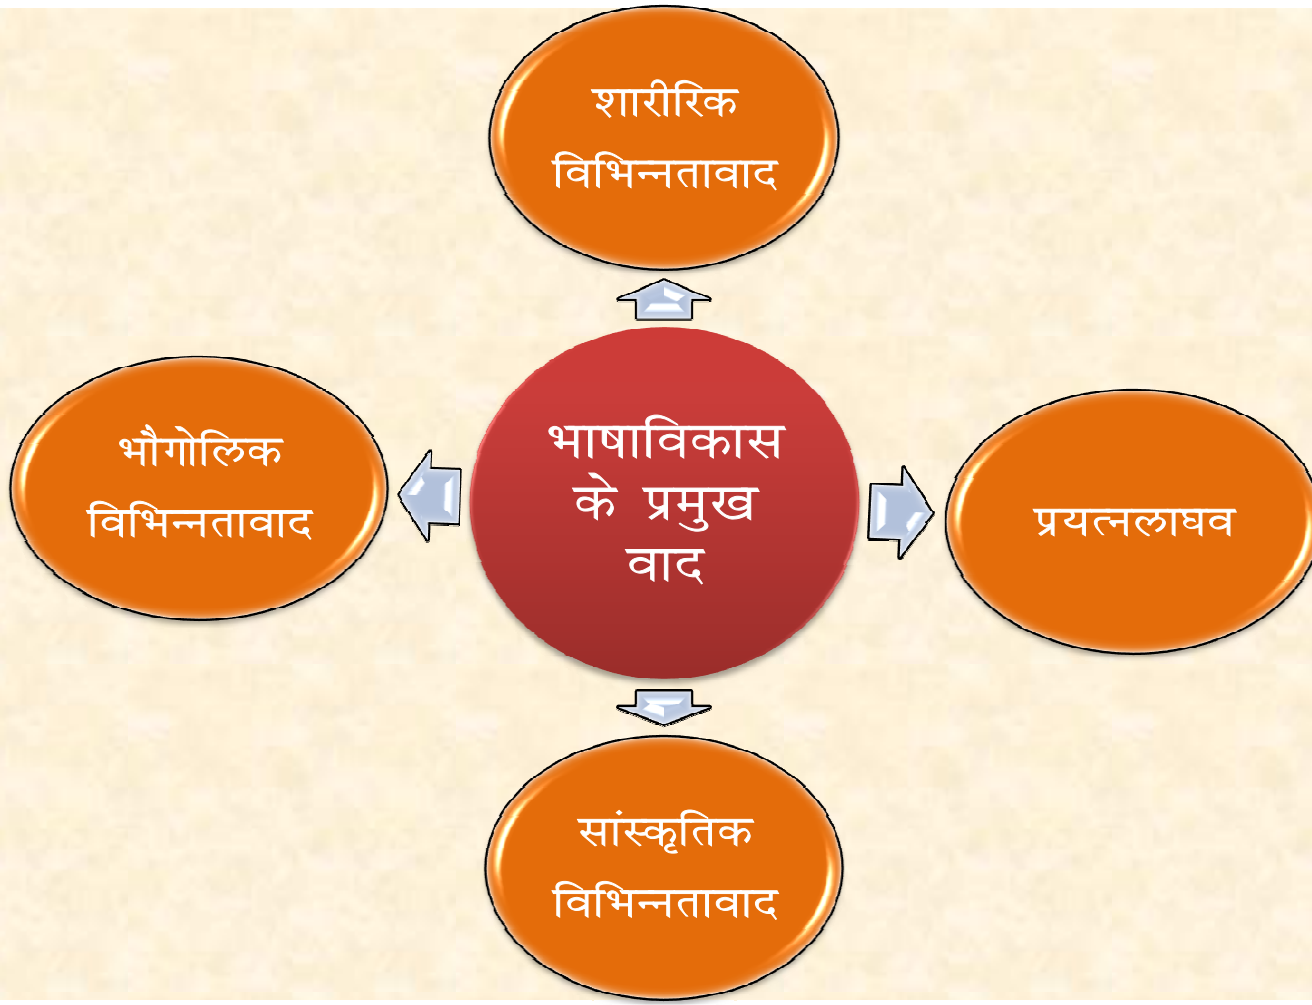 शारीरिक
विभिन्नतावाद
भाषाविकास
के प्रमुख
वाद
भौगोलिक
विभिन्नतावाद
प्रयत्नलाघव
सांस्कृतिक
विभिन्नतावाद